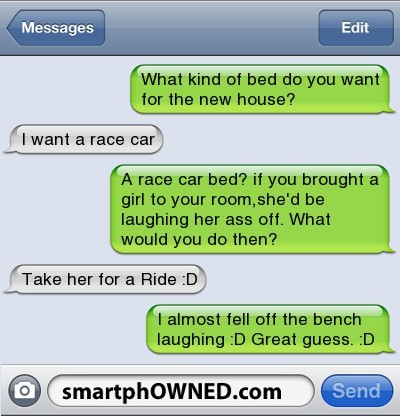 Messages
Edit
What kind of bed do you want
for the new house?
I want a race car
A race car bed? if you brought a
girl to your room,she'd be
laughing her ass off. What
would you do then?
Take her for a Ride :D
I almost fell off the bench
laughing :D Great guess. :D
smartphOWNED.com
Send